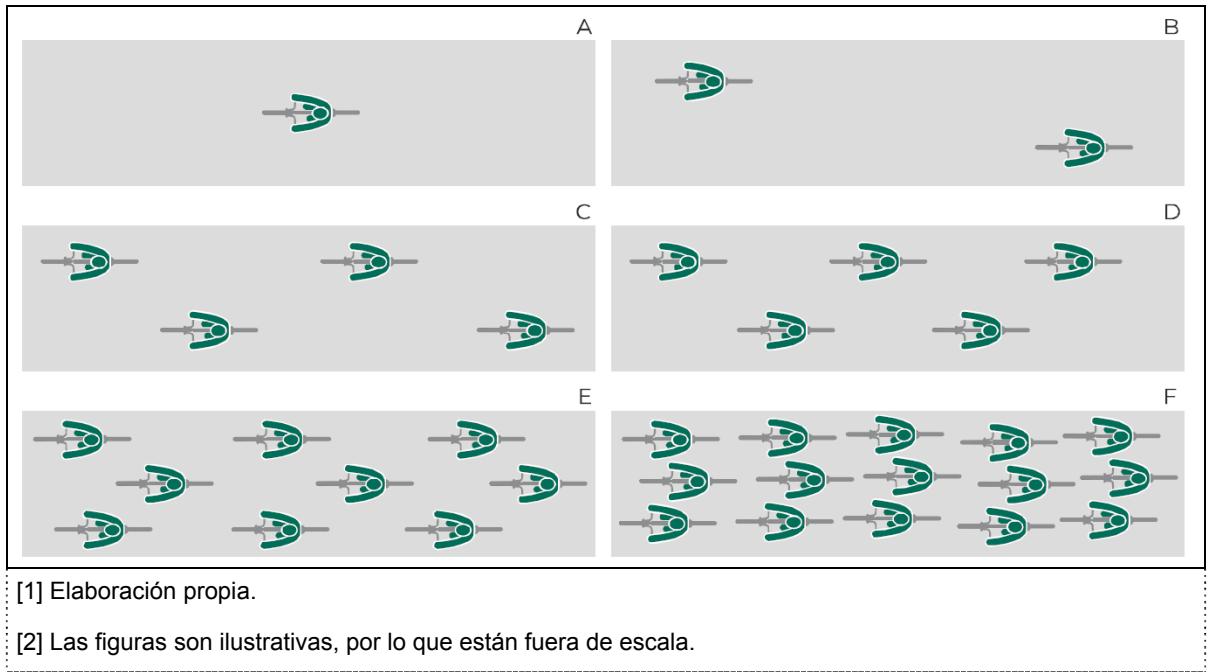 A
B
C
D
E
F
[1] Elaboración propia.
[2] Las figuras son ilustrativas, por lo que están fuera de escala.